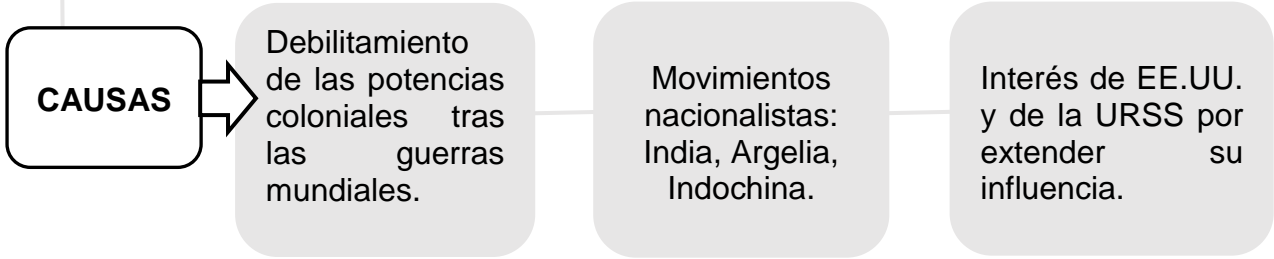 CAUSAS
Debilitamiento
de las potencias
coloniales tras
las guerras
mundiales.
Movimientos
nacionalistas:
India, Argelia,
Indochina.
Interés de EE.UU.
y de la URSS por
extender su
influencia.